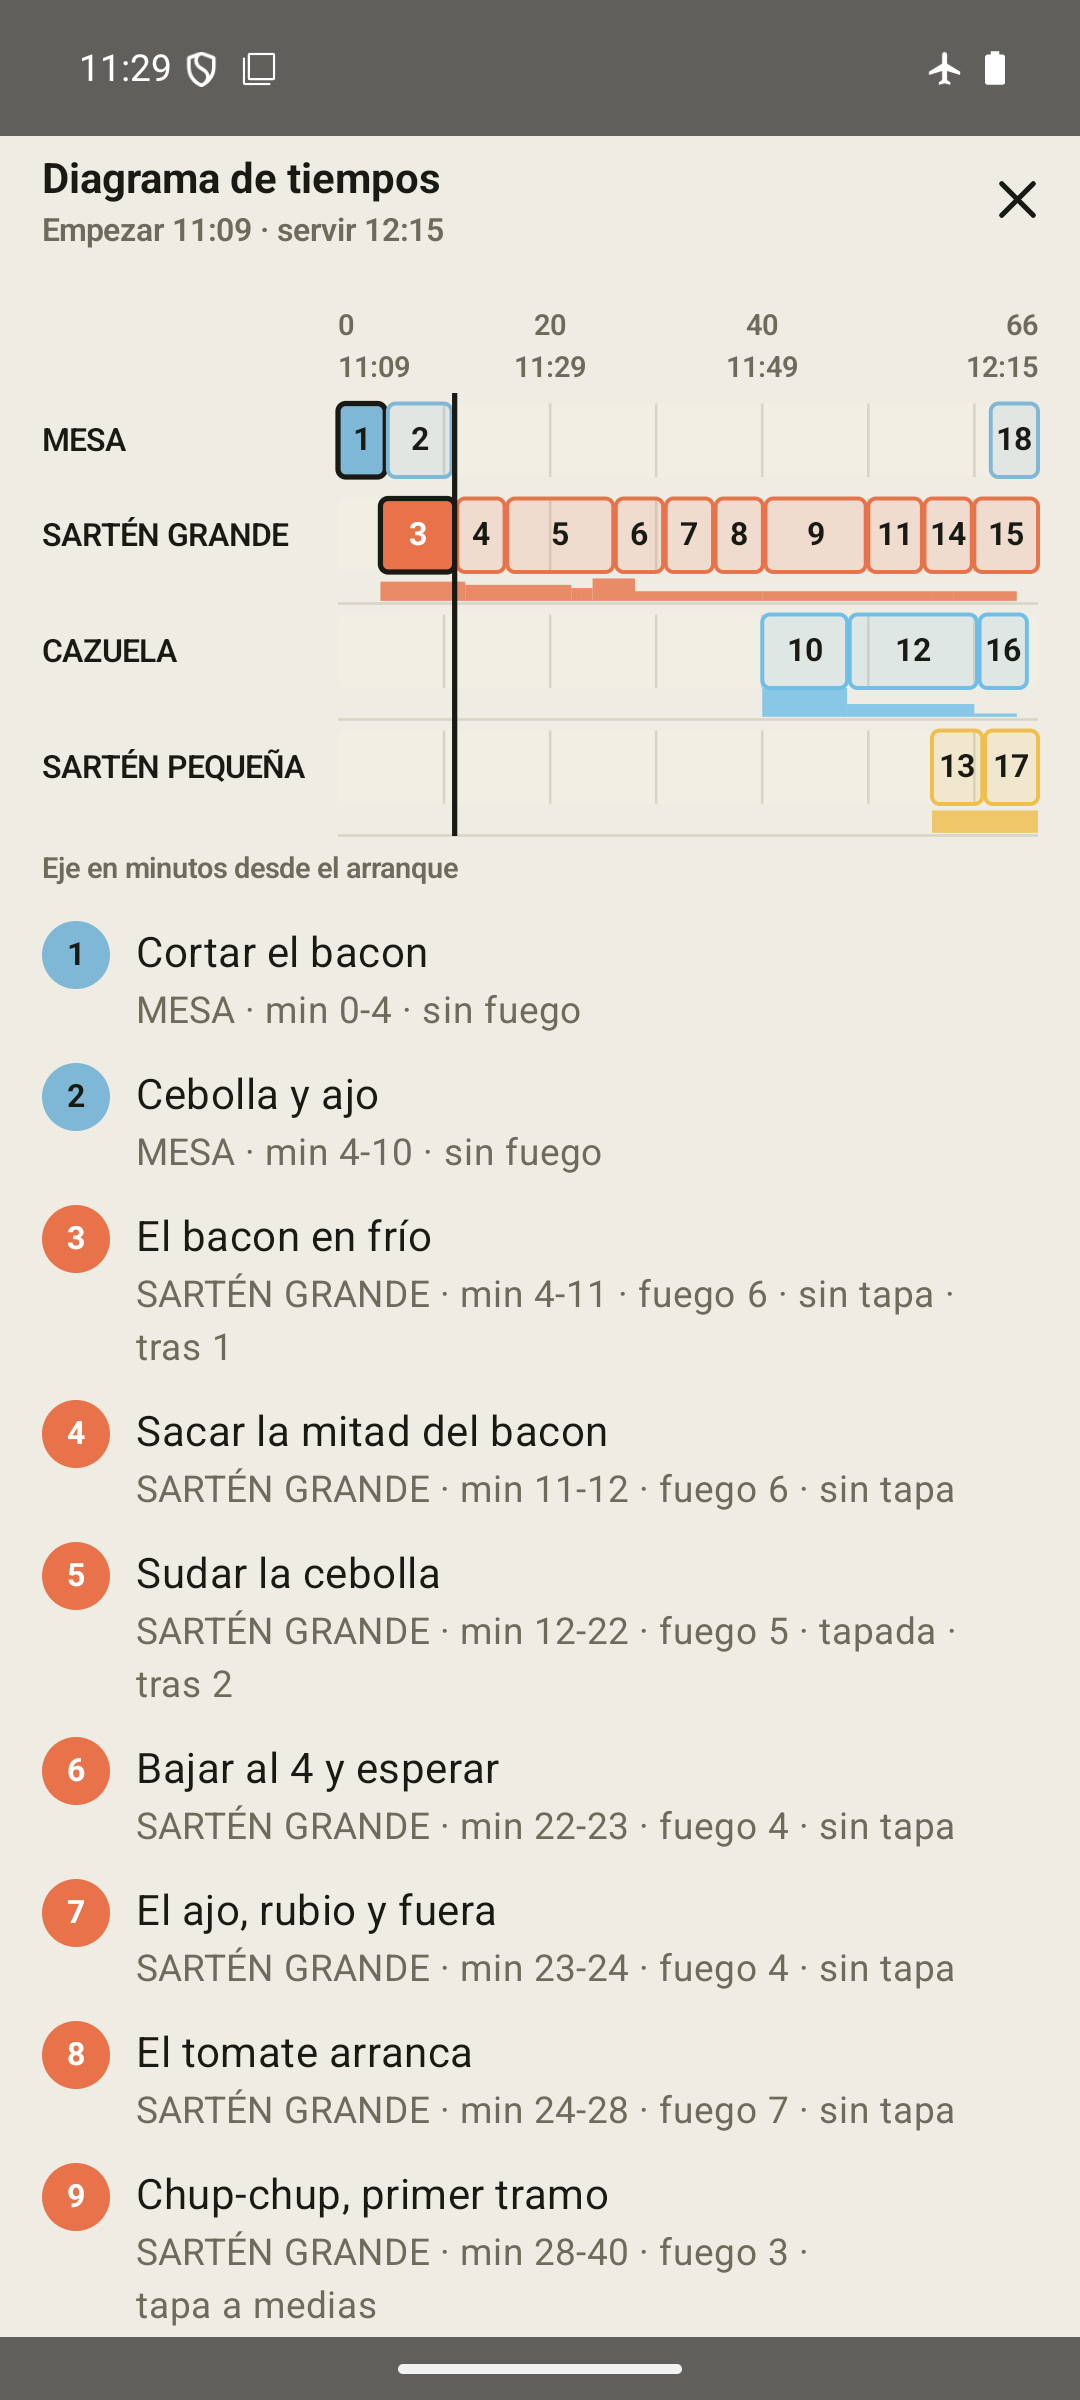 11:29
Diagrama de tiempos
Empezar 11:09 · servir 12:15
0 20 40 66
11:09 11:29 11:49 12:15
MESA 1 2 18
SARTÉN GRANDE 3 4 5 6 7 8 9 11 14 15
CAZUELA 10 12 16
SARTÉN PEQUEÑA 13 17
Eje en minutos desde el arranque
1 Cortar el bacon
MESA · min 0-4 · sin fuego
2 Cebolla y ajo
MESA · min 4-10 · sin fuego
3 El bacon en frío
SARTÉN GRANDE · min 4-11 · fuego 6 · sin tapa ·
tras 1
4 Sacar la mitad del bacon
SARTÉN GRANDE · min 11-12 · fuego 6 · sin tapa
5 Sudar la cebolla
SARTÉN GRANDE · min 12-22 · fuego 5 · tapada ·
tras 2
6 Bajar al 4 y esperar
SARTÉN GRANDE · min 22-23 · fuego 4 · sin tapa
7 El ajo, rubio y fuera
SARTÉN GRANDE · min 23-24 · fuego 4 · sin tapa
8 El tomate arranca
SARTÉN GRANDE · min 24-28 · fuego 7 · sin tapa
9 Chup-chup, primer tramo
SARTÉN GRANDE · min 28-40 · fuego 3 ·
tapa a medias